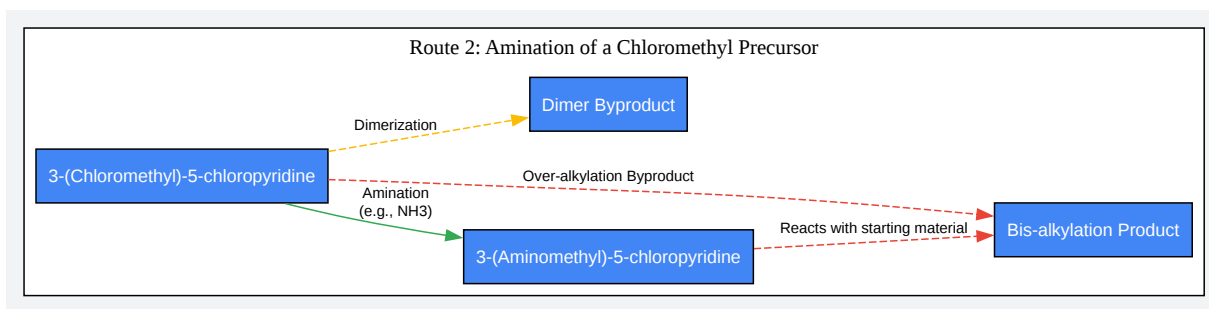 Route 2: Amination of a Chloromethyl Precursor
Dimer Byproduct
Dimerization
3-(Chloromethyl)-5-chloropyridine
Over-alkylation Byproduct
Amination
(e.g., NH3)
Reacts with starting material
Bis-alkylation Product
3-(Aminomethyl)-5-chloropyridine